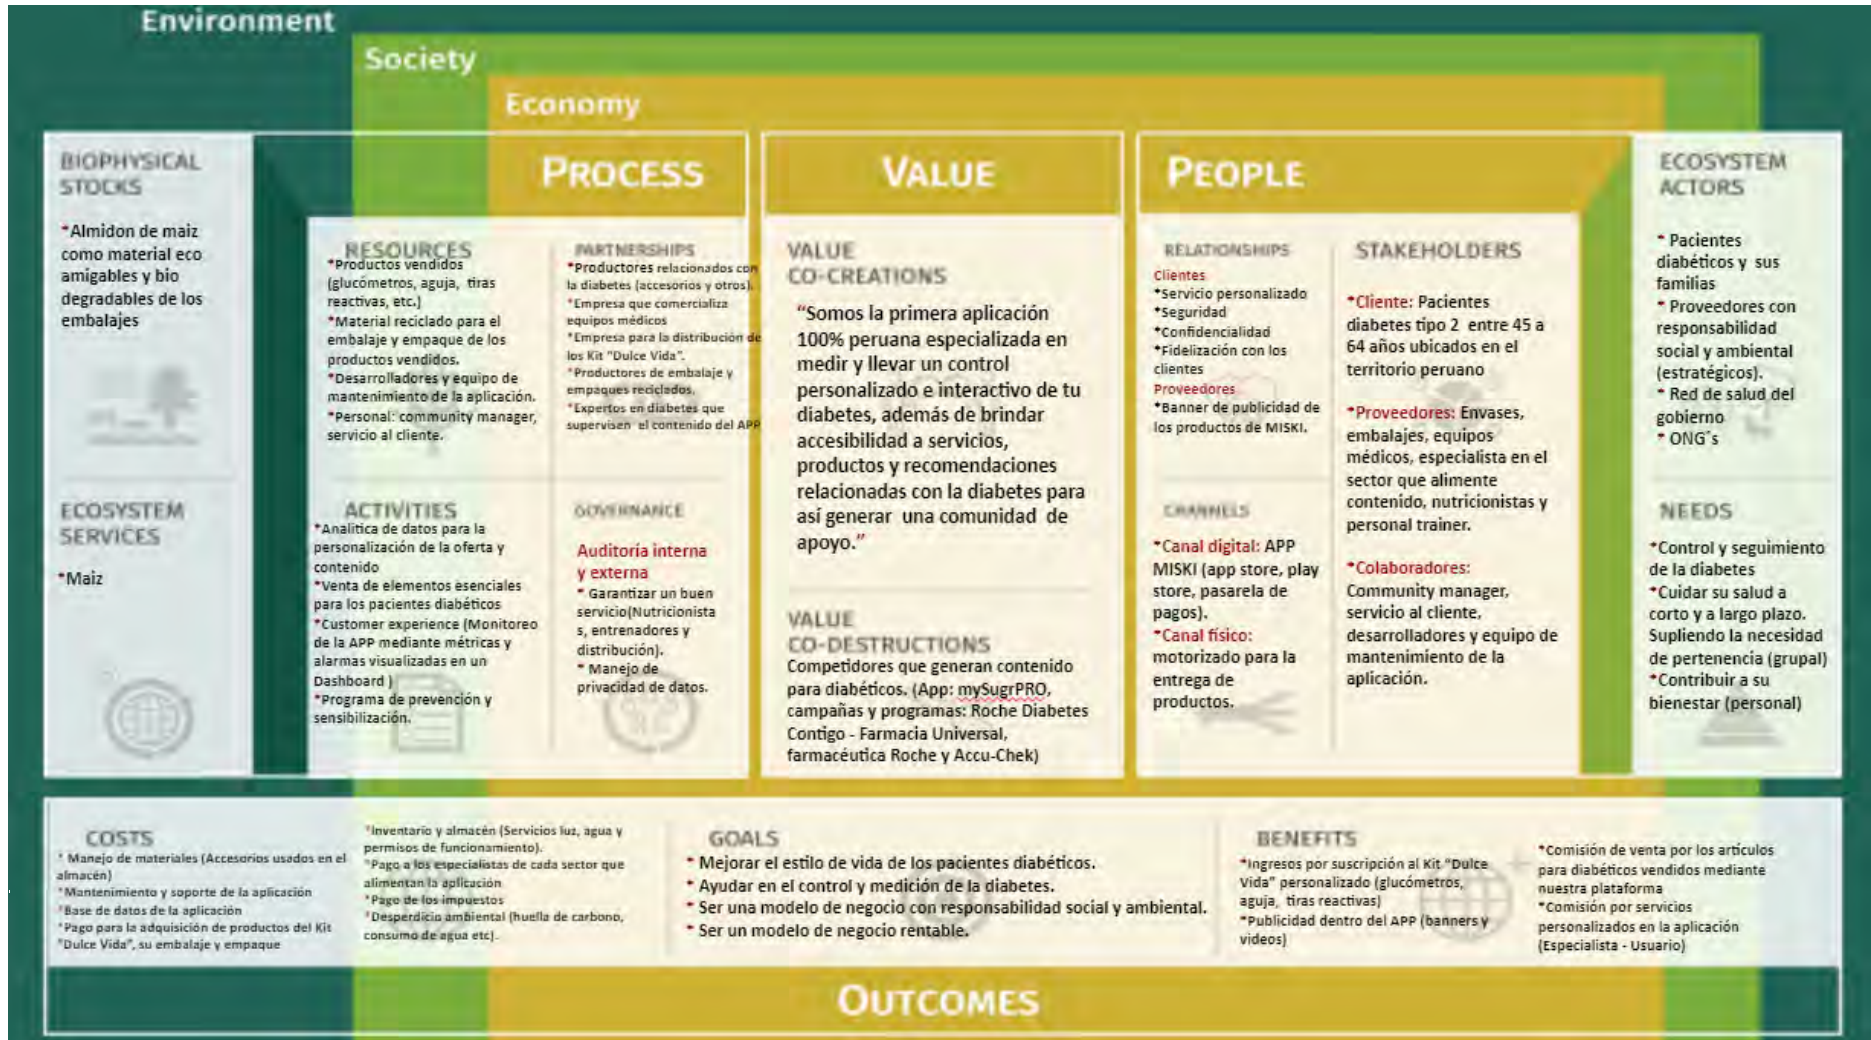 Environment
Society
Economy
BIOPHYSICAL
STOCKS
*Almidon de maiz
como material eco
amigables y bio
degradables de los
embalajes
ECOSYSTEM
SERVICES
*Maiz
PROCESS
RESOURCES
*Productos vendidos
(glucómetros, aguja, tiras
reactivas, etc.)
*Material reciclado para el
embalaje y empaque de los
productos vendidos.
*Desarrolladores y equipo de
mantenimiento de la aplicación.
*Personal: community manager,
servicio al cliente.
PARTNERSHIPS
*Productores relacionados con
la diabetes (accesorios y otros).
*Empresa que comercializa
equipos médicos
*Empresa para la distribución de
los Kit "Dulce Vida".
*Productores de embalaje y
empaques reciclados.
*Expertos en diabetes que
supervisen el contenido del APP
ACTIVITIES
*Analitica de datos para la
personalización de la oferta y
contenido
*Venta de elementos esenciales
para los pacientes diabéticos
*Customer experience (Monitoreo
de la APP mediante métricas y
alarmas visualizadas en un
Dashboard )
*Programa de prevención y
sensibilización.
GOVERNANCE
Auditoría interna
y externa
* Garantizar un buen
servicio(Nutricionista
s, entrenadores y
distribución).
* Manejo de
privacidad de datos.
VALUE
VALUE
CO-CREATIONS
"Somos la primera aplicación
100% peruana especializada en
medir y llevar un control
personalizado e interactivo de tu
diabetes, además de brindar
accesibilidad a servicios,
productos y recomendaciones
relacionadas con la diabetes para
así generar una comunidad de
apoyo."
VALUE
CO-DESTRUCTIONS
Competidores que generan contenido
para diabéticos. (App: mySugrPRO,
campañas y programas: Roche Diabetes
Contigo - Farmacia Universal,
farmacéutica Roche y Accu-Chek)
PEOPLE
RELATIONSHIPS
Clientes
*Servicio personalizado
*Seguridad
*Confidencialidad
*Fidelización con los
clientes
Proveedores
*Banner de publicidad de
los productos de MISKI.
CHANNELS
*Canal digital: APP
MISKI (app store, play
store, pasarela de
pagos).
*Canal físico:
motorizado para la
entrega de
productos.
STAKEHOLDERS
*Cliente: Pacientes
diabetes tipo 2 entre 45 a
64 años ubicados en el
territorio peruano
*Proveedores: Envases,
embalajes, equipos
médicos, especialista en el
sector que alimente
contenido, nutricionistas y
personal trainer.
*Colaboradores:
Community manager,
servicio al cliente,
desarrolladores y equipo de
mantenimiento de la
aplicación.
ECOSYSTEM
ACTORS
* Pacientes
diabéticos y sus
familias
* Proveedores con
responsabilidad
social y ambiental
(estratégicos).
* Red de salud del
gobierno
* ONG´s
NEEDS
*Control y seguimiento
de la diabetes
*Cuidar su salud a
corto y a largo plazo.
Supliendo la necesidad
de pertenencia (grupal)
*Contribuir a su
bienestar (personal)
COSTS
* Manejo de materiales (Accesorios usados en el
almacén)
*Mantenimiento y soporte de la aplicación
*Base de datos de la aplicación
*Pago para la adquisición de productos del Kit
"Dulce Vida", su embalaje y empaque
*Inventario y almacén (Servicios luz, agua y
permisos de funcionamiento).
*Pago a los especialistas de cada sector que
alimentan la aplicación
*Pago de los impuestos
*Desperdicio ambiental (huella de carbono,
consumo de agua etc).
GOALS
* Mejorar el estilo de vida de los pacientes diabéticos.
* Ayudar en el control y medición de la diabetes.
* Ser una modelo de negocio con responsabilidad social y ambiental.
* Ser un modelo de negocio rentable.
BENEFITS
*Ingresos por suscripción al Kit "Dulce
Vida" personalizado (glucómetros,
aguja, tiras reactivas)
*Publicidad dentro del APP (banners y
videos)
*Comisión de venta por los artículos
para diabéticos vendidos mediante
nuestra plataforma
*Comisión por servicios
personalizados en la aplicación
(Especialista - Usuario)
OUTCOMES